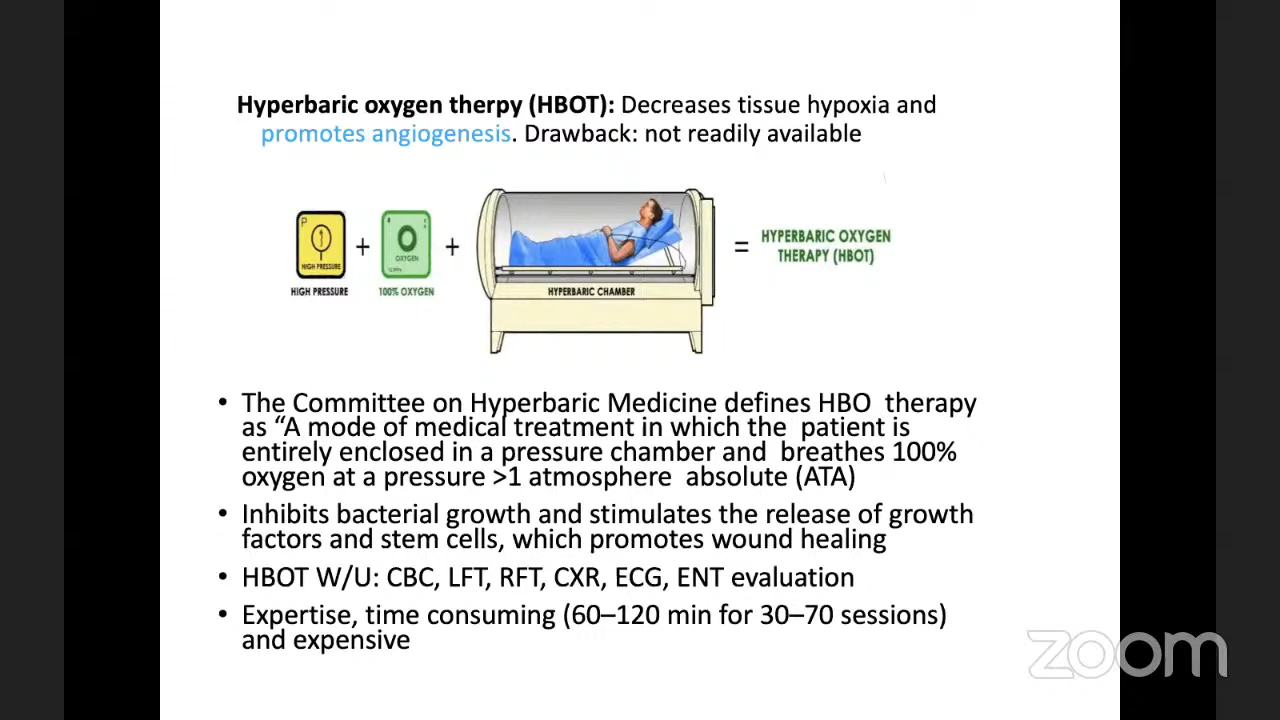 Hyperbaric oxygen therpy (HBOT): Decreases tissue hypoxia and
promotes angiogenesis. Drawback: not readily available
P
HIGH PRESSURE
HIGH PRESSURE
+
OXYGEN
100% OXYGEN
+
HYPERBARIC CHAMBER
=
HYPERBARIC OXYGEN
THERAPY (HBOT)
• The Committee on Hyperbaric Medicine defines HBO therapy
as “A mode of medical treatment in which the patient is
entirely enclosed in a pressure chamber and breathes 100%
oxygen at a pressure >1 atmosphere absolute (ATA)
• Inhibits bacterial growth and stimulates the release of growth
factors and stem cells, which promotes wound healing
• HBOT W/U: CBC, LFT, RFT, CXR, ECG, ENT evaluation
• Expertise, time consuming (60–120 min for 30–70 sessions)
and expensive
zoom